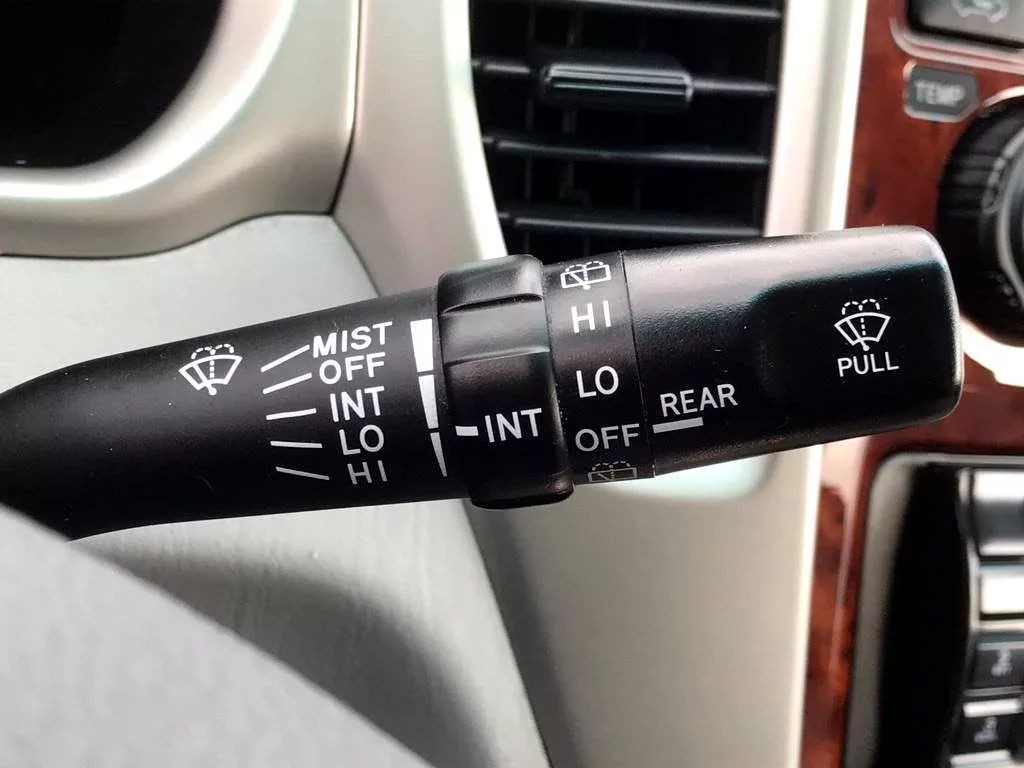 MIST
OFF
INT
LO
HI
INT
HI
LO
OFF
REAR
PULL
TEMP